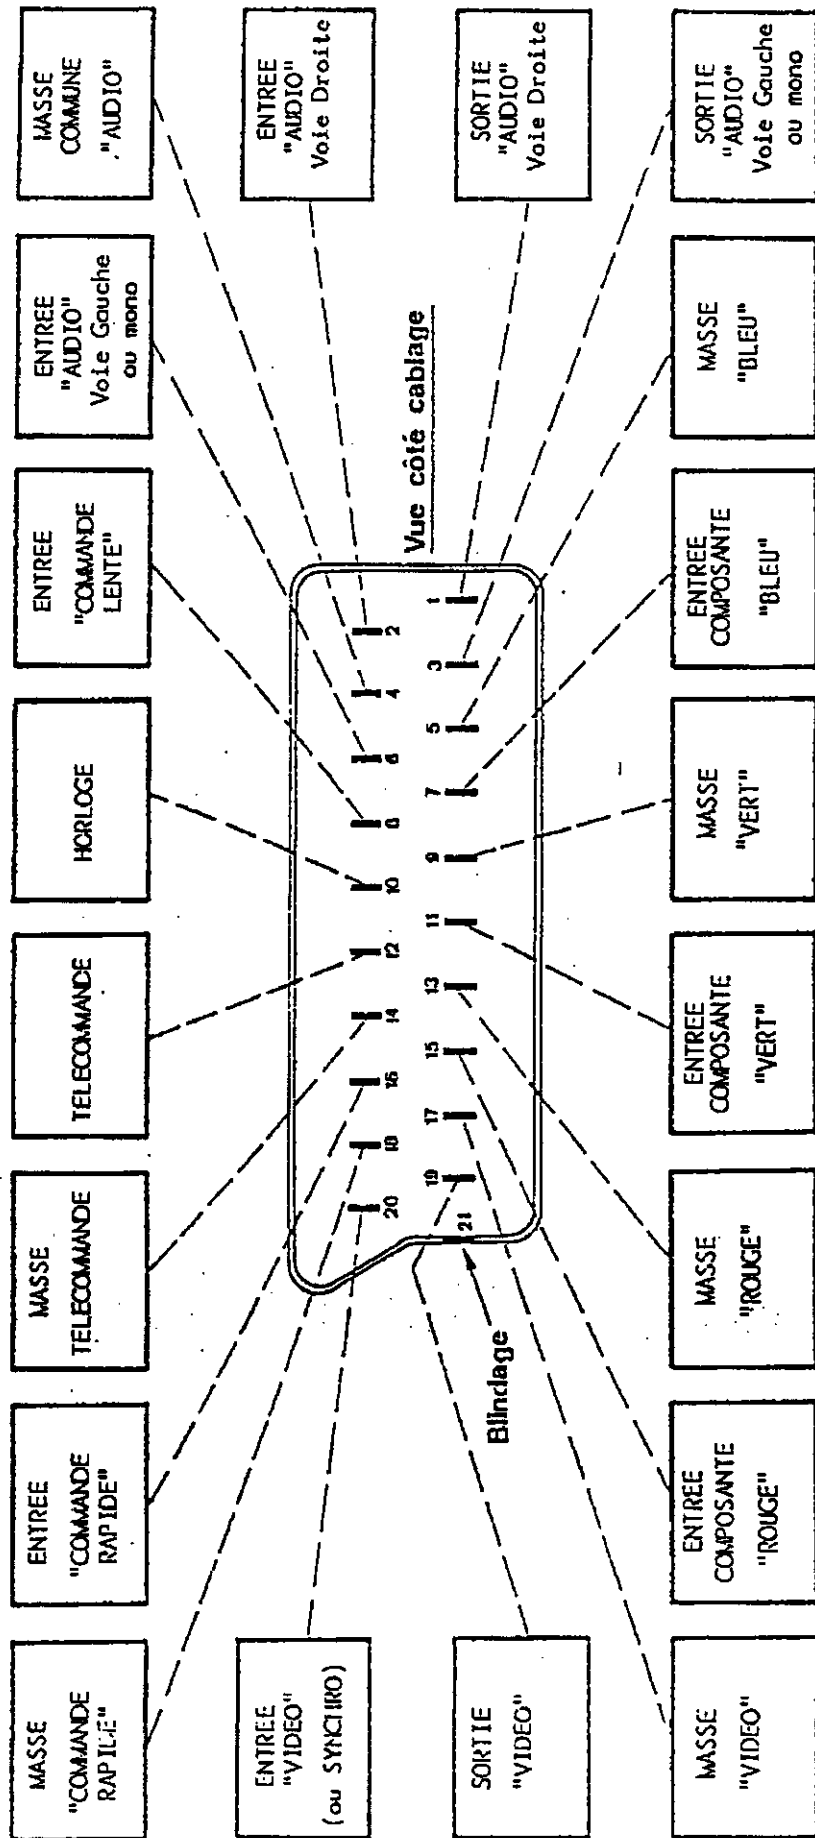 MASSE
"COMMANDE
RAPIDE"
ENTREE
"COMMANDE
RAPIDE"
MASSE
TELECOMMANDE
TELECOMMANDE
HORLOGE
ENTREE
"COMMANDE
LENTE"
ENTREE
"AUDIO"
Voie Gauche
ou mono
MASSE
COMMUNE
"AUDIO"
ENTREE
"VIDEO"
(ou SYNCHRO)
ENTREE
"AUDIO"
Voie Droite
20
18
16
14
12
10
8
6
4
2
Vue côté cablage
Blindage
21
19
17
15
13
11
9
7
5
3
1
SORTIE
"VIDEO"
SORTIE
"AUDIO"
Voie Droite
MASSE
"VIDEO"
ENTREE
COMPOSANTE
"ROUGE"
MASSE
"ROUGE"
ENTREE
COMPOSANTE
"VERT"
MASSE
"VERT"
ENTREE
COMPOSANTE
"BLEU"
MASSE
"BLEU"
SORTIE
"AUDIO"
Voie Gauche
ou mono